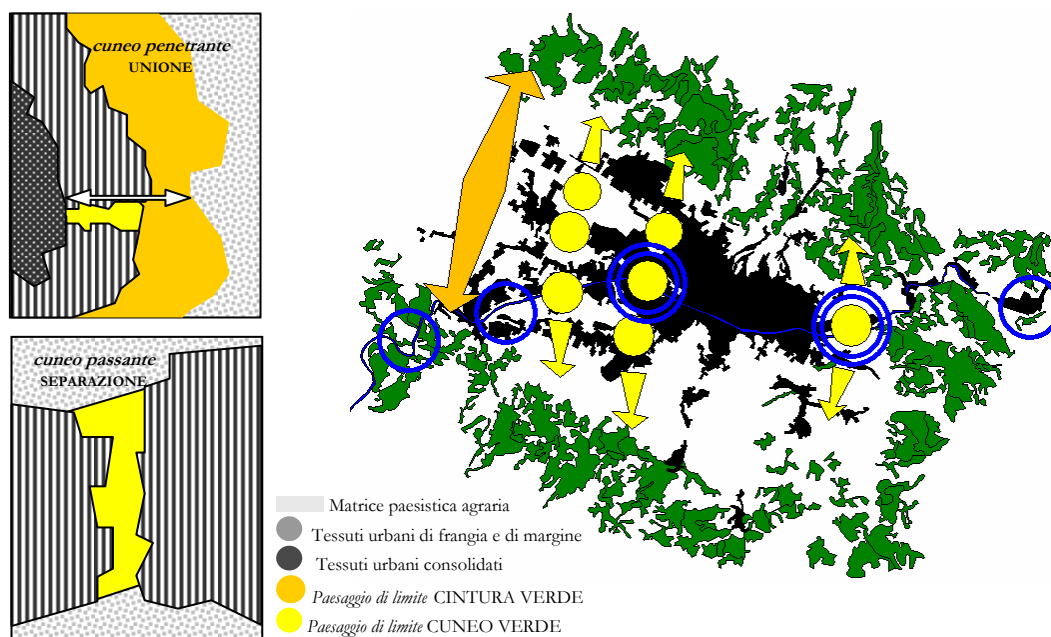 cuneo penetrante
UNIONE
cuneo passante
SEPARAZIONE
Matrice paesistica agraria
Tessuti urbani di frangia e di margine
Tessuti urbani consolidati
Paesaggio di limite CINTURA VERDE
Paesaggio di limite CUNEO VERDE